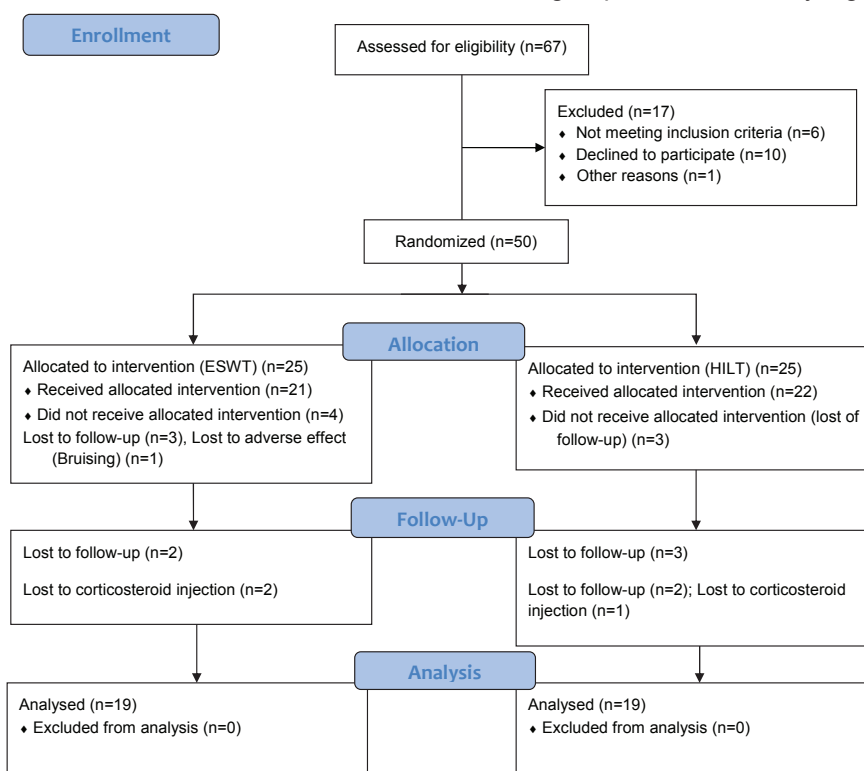 Enrollment
Assessed for eligibility (n=67)
Excluded (n=17)
♦ Not meeting inclusion criteria (n=6)
♦ Declined to participate (n=10)
♦ Other reasons (n=1)
Randomized (n=50)
Allocation
Allocated to intervention (ESWT) (n=25)
♦ Received allocated intervention (n=21)
♦ Did not receive allocated intervention (n=4)
Lost to follow-up (n=3), Lost to adverse effect
(Bruising) (n=1)
Allocated to intervention (HILT) (n=25)
♦ Received allocated intervention (n=22)
♦ Did not receive allocated intervention (lost of
follow-up) (n=3)
Follow-Up
Lost to follow-up (n=2)
Lost to corticosteroid injection (n=2)
Lost to follow-up (n=3)
Lost to follow-up (n=2); Lost to corticosteroid
injection (n=1)
Analysis
Analysed (n=19)
♦ Excluded from analysis (n=0)
Analysed (n=19)
♦ Excluded from analysis (n=0)